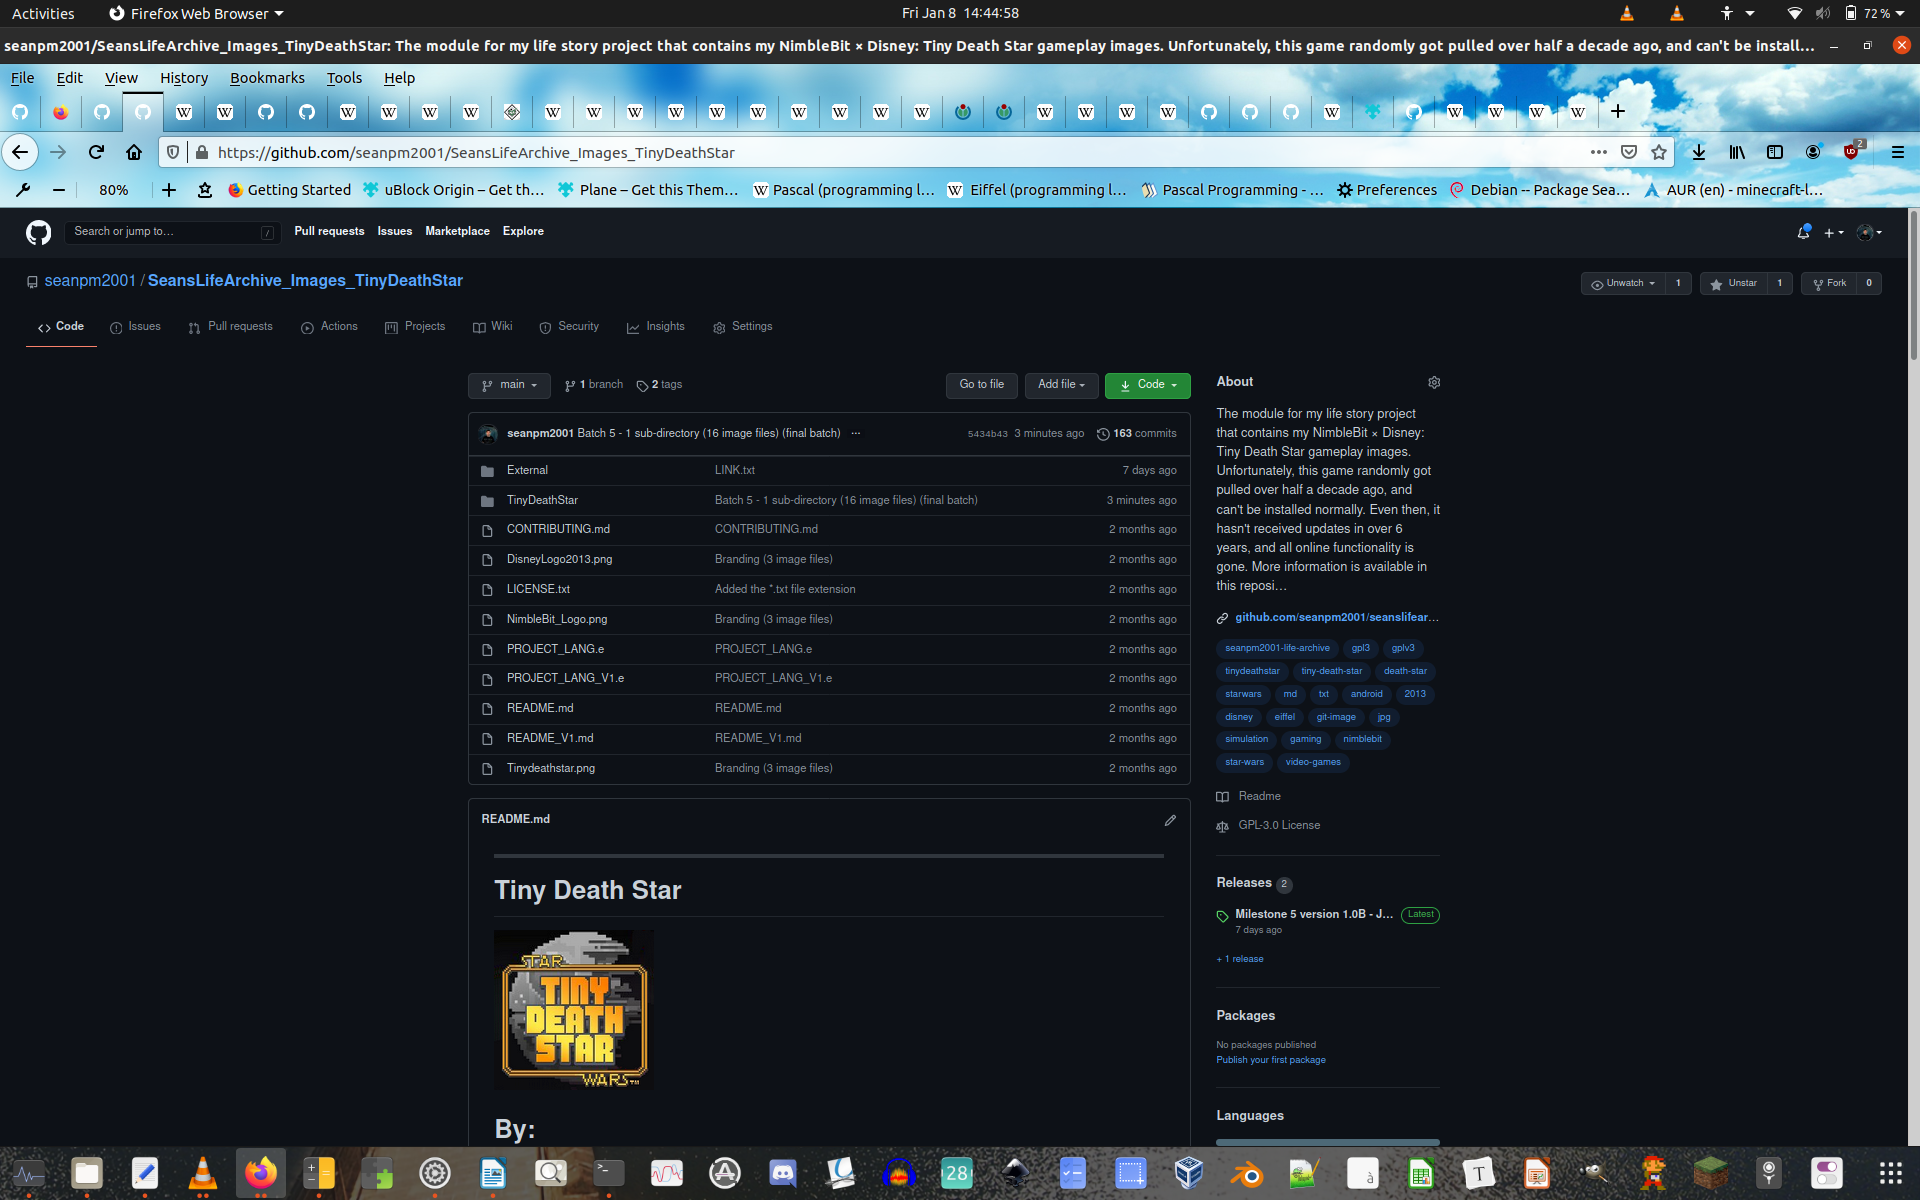 Activities
Firefox Web Browser
Fri Jan 8 14:44:58
72 %
seanpm2001/SeansLifeArchive_Images_TinyDeathStar: The module for my life story project that contains my NimbleBit × Disney: Tiny Death Star gameplay images. Unfortunately, this game randomly got pulled over half a decade ago, and can't be install…
File Edit View History Bookmarks Tools Help
https://github.com/seanpm2001/SeansLifeArchive_Images_TinyDeathStar
2
80%
Getting Started
uBlock Origin – Get th…
Plane – Get this Them…
Pascal (programming l…
Eiffel (programming l…
Pascal Programming - …
Preferences
Debian -- Package Sea…
AUR (en) - minecraft-l…
Search or jump to…
/
Pull requests Issues Marketplace Explore
seanpm2001 / SeansLifeArchive_Images_TinyDeathStar
Unwatch 1
Unstar 1
Fork 0
Code Issues Pull requests Actions Projects Wiki Security Insights Settings
main
1 branch
2 tags
Go to file
Add file
Code
seanpm2001 Batch 5 - 1 sub-directory (16 image files) (final batch) … 5434b43 3 minutes ago 163 commits
External LINK.txt 7 days ago
TinyDeathStar Batch 5 - 1 sub-directory (16 image files) (final batch) 3 minutes ago
CONTRIBUTING.md CONTRIBUTING.md 2 months ago
DisneyLogo2013.png Branding (3 image files) 2 months ago
LICENSE.txt Added the *.txt file extension 2 months ago
NimbleBit_Logo.png Branding (3 image files) 2 months ago
PROJECT_LANG.e PROJECT_LANG.e 2 months ago
PROJECT_LANG_V1.e PROJECT_LANG_V1.e 2 months ago
README.md README.md 2 months ago
README_V1.md README_V1.md 2 months ago
Tinydeathstar.png Branding (3 image files) 2 months ago
README.md
Tiny Death Star
STAR
TINY
DEATH
STAR
WARS™
By:
About
The module for my life story project
that contains my NimbleBit × Disney:
Tiny Death Star gameplay images.
Unfortunately, this game randomly got
pulled over half a decade ago, and
can't be installed normally. Even then, it
hasn't received updates in over 6
years, and all online functionality is
gone. More information is available in
this reposi…
github.com/seanpm2001/seanslifear…
seanpm2001-life-archive gpl3 gplv3
tinydeathstar tiny-death-star death-star
starwars md txt android 2013
disney eiffel git-image jpg
simulation gaming nimblebit
star-wars video-games
Readme
GPL-3.0 License
Releases 2
Milestone 5 version 1.0B - J… Latest
7 days ago
+ 1 release
Packages
No packages published
Publish your first package
Languages
28